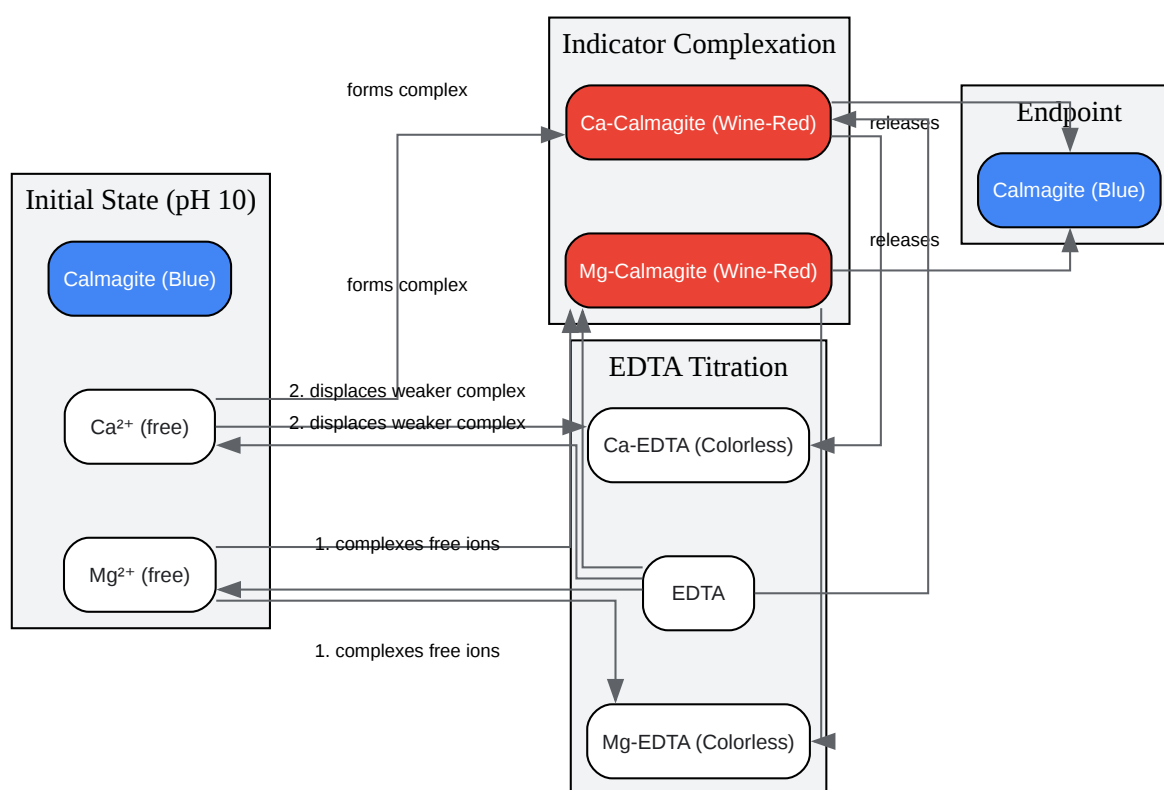 Indicator Complexation
forms complex
Ca-Calmagite (Wine-Red)
releases
Endpoint
Calmagite (Blue)
Initial State (pH 10)
Calmagite (Blue)
forms complex
Mg-Calmagite (Wine-Red)
releases
EDTA Titration
2. displaces weaker complex
2. displaces weaker complex
Ca²⁺ (free)
Ca-EDTA (Colorless)
1. complexes free ions
Mg²⁺ (free)
EDTA
1. complexes free ions
Mg-EDTA (Colorless)